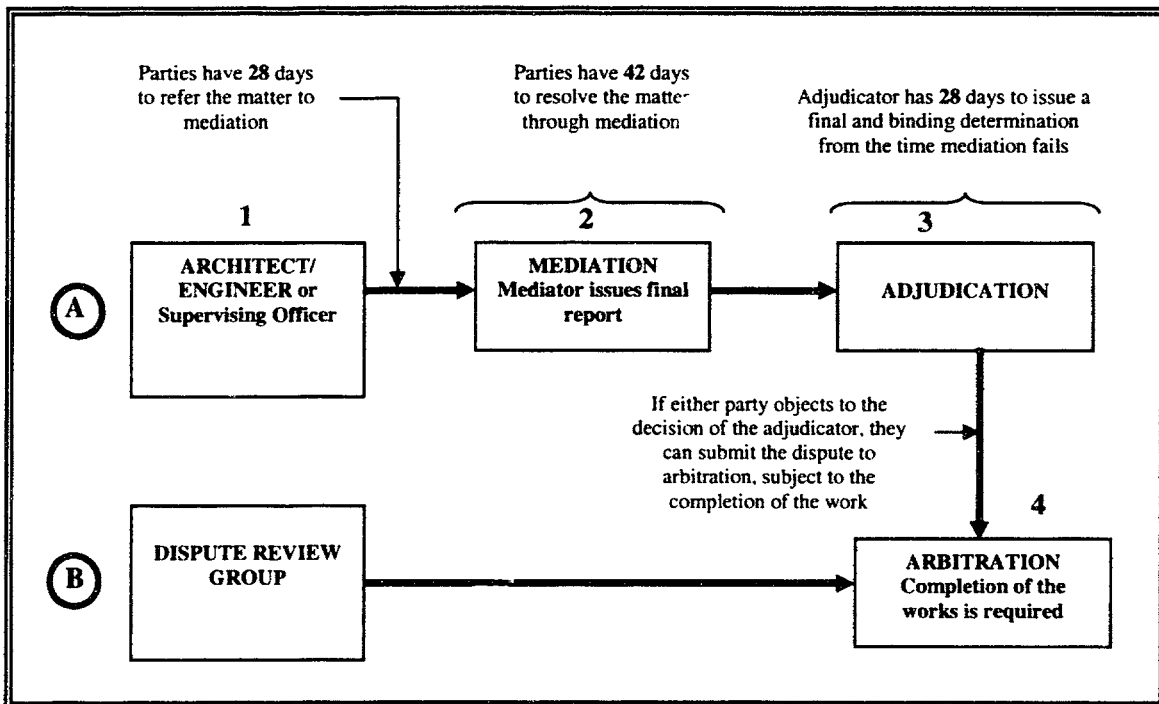 Parties have 28 days
to refer the matter to
mediation
Parties have 42 days
to resolve the matter
through mediation
Adjudicator has 28 days to issue a
final and binding determination
from the time mediation fails
1
2
3
A
ARCHITECT/
ENGINEER or
Supervising Officer
MEDIATION
Mediator issues final
report
ADJUDICATION
If either party objects to the
decision of the adjudicator, they
can submit the dispute to
arbitration, subject to the
completion of the work
4
B
DISPUTE REVIEW
GROUP
ARBITRATION
Completion of the
works is required